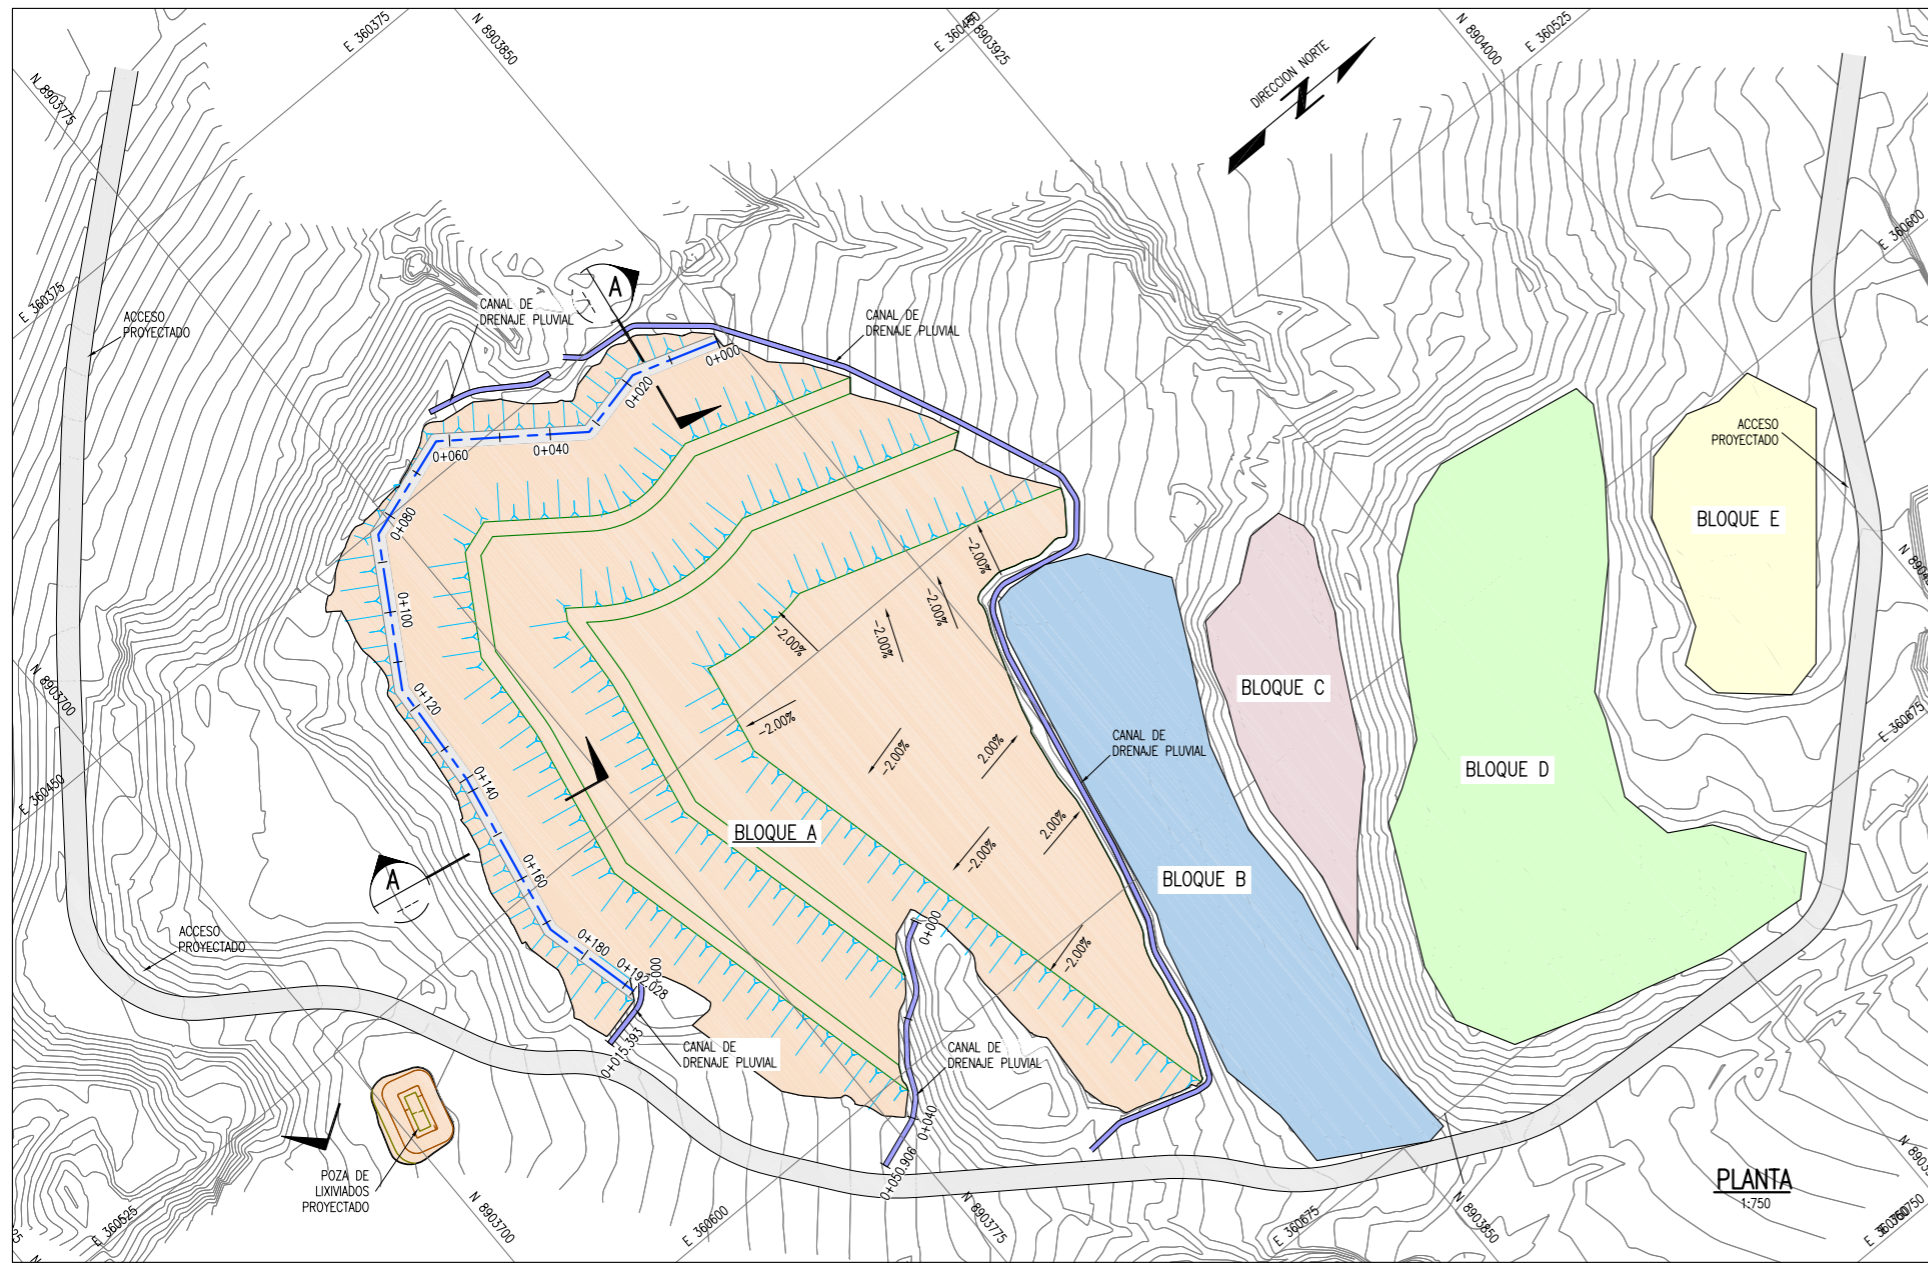 E 360375
N 8903850
E 360450
N 8903925
N 8904000
E 360525
N 8903775
DIRECCION NORTE
N
E 360600
E 360375
ACCESO
PROYECTADO
CANAL DE
DRENAJE PLUVIAL
A
CANAL DE
DRENAJE PLUVIAL
0+000
0+020
0+040
0+060
0+080
0+100
0+120
0+140
0+160
0+180
0+192.028
ACCESO
PROYECTADO
BLOQUE E
-2.00%
-2.00%
-2.00%
-2.00%
-2.00%
-2.00%
2.00%
-2.00%
2.00%
-2.00%
N 8903700
E 360450
BLOQUE C
E 360675
CANAL DE
DRENAJE PLUVIAL
BLOQUE D
BLOQUE A
BLOQUE B
A
ACCESO
PROYECTADO
0+000
0+015.393
CANAL DE
DRENAJE PLUVIAL
CANAL DE
DRENAJE PLUVIAL
0+040
0+050.906
POZA DE
LIXIVIADOS
PROYECTADO
PLANTA
1:750
E 360525
N 8903700
E 360600
N 8903775
E 360675
N 8903850